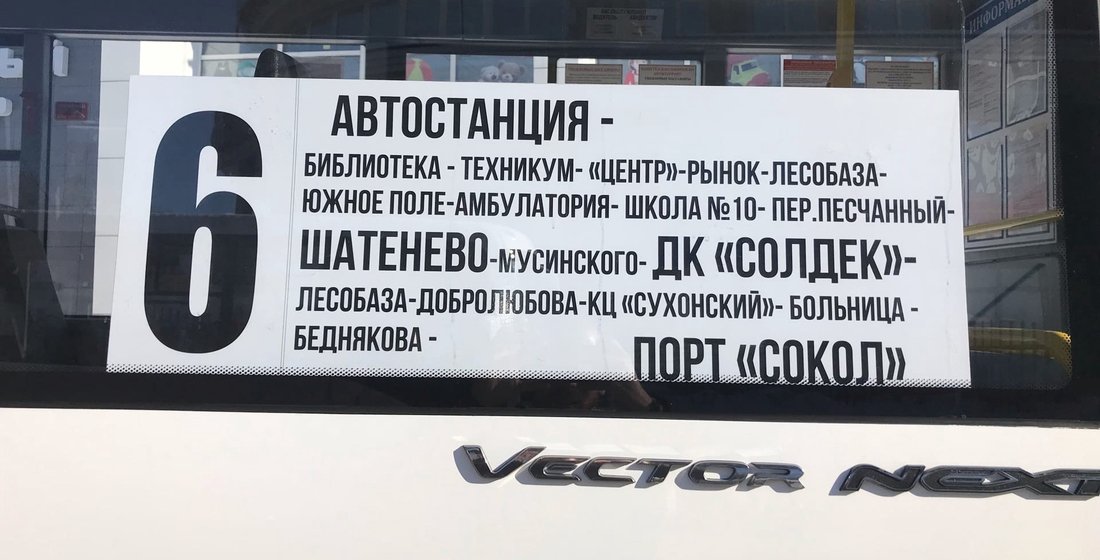 6
АВТОСТАНЦИЯ -
БИБЛИОТЕКА - ТЕХНИКУМ- «ЦЕНТР»-РЫНОК-ЛЕСОБАЗА-
ЮЖНОЕ ПОЛЕ-АМБУЛАТОРИЯ- ШКОЛА №10- ПЕР.ПЕСЧАННЫЙ-
ШАТЕНЕВО-МУСИНСКОГО- ДК «СОЛДЕК»-
ЛЕСОБАЗА-ДОБРОЛЮБОВА-КЦ «СУХОНСКИЙ»- БОЛЬНИЦА -
БЕДНЯКОВА -
ПОРТ «СОКОЛ»
VECTOR NEXT